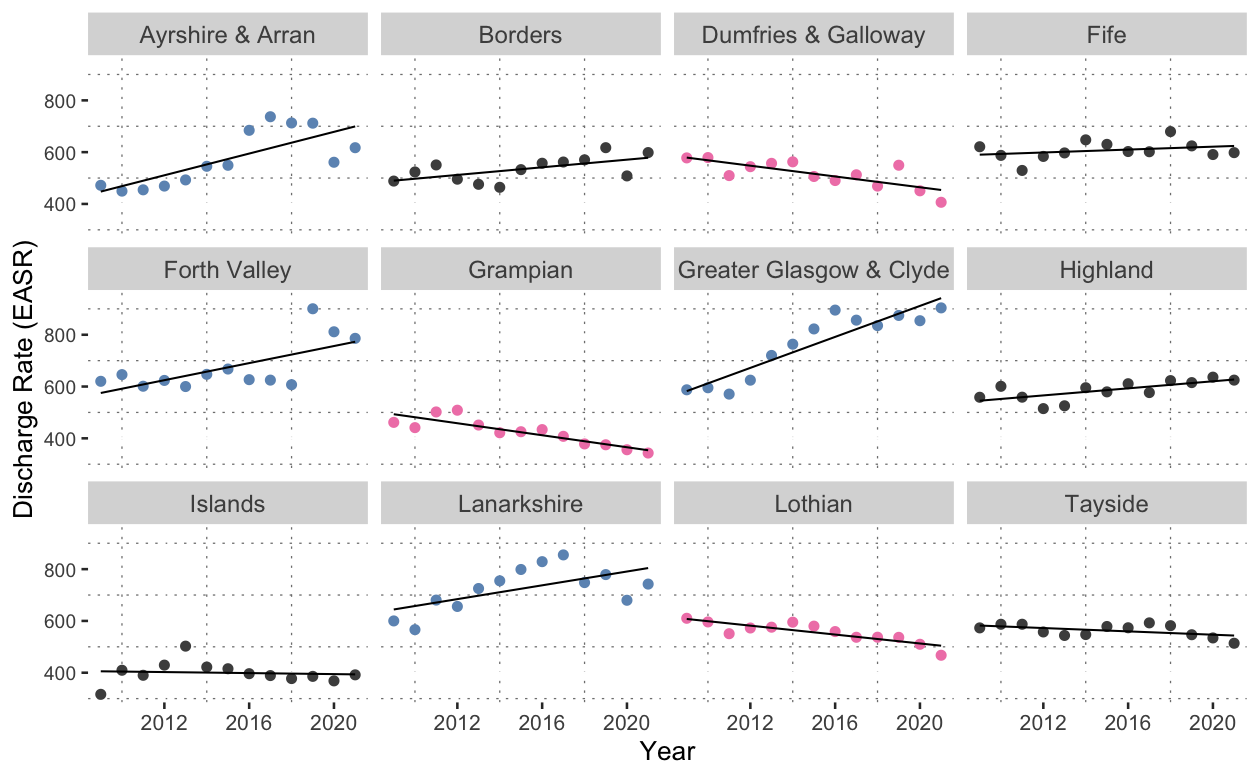 Ayrshire & Arran
Borders
Dumfries & Galloway
Fife
800
600
400
Forth Valley
Grampian
Greater Glasgow & Clyde
Highland
800
600
400
Islands
Lanarkshire
Lothian
Tayside
800
600
400
2012 2016 2020
2012 2016 2020
2012 2016 2020
2012 2016 2020
Year
Discharge Rate (EASR)